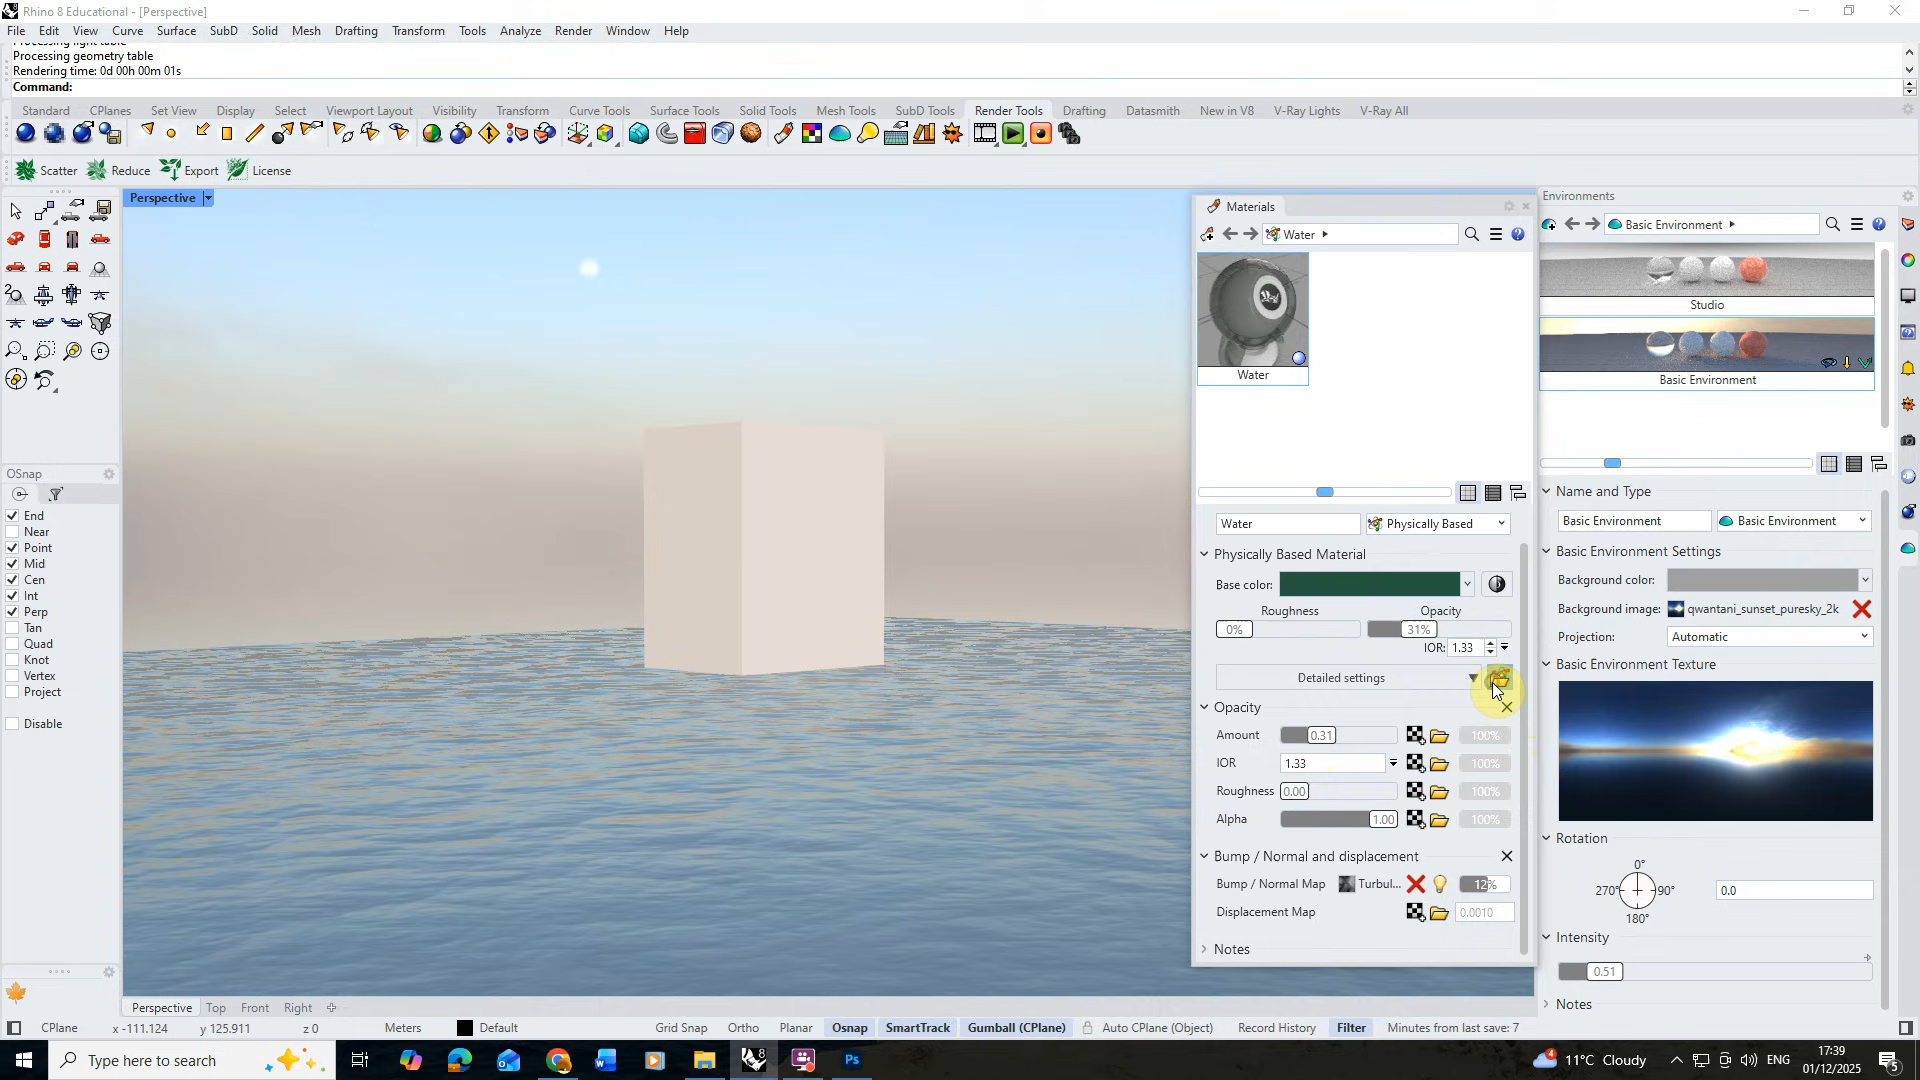 Rhino 8 Educational - [Perspective]
File Edit View Curve Surface SubD Solid Mesh Drafting Transform Tools Analyze Render Window Help
Processing light table
Processing geometry table
Rendering time: 0d 00h 00m 01s
Command:
Standard CPlanes Set View Display Select Viewport Layout Visibility Transform Curve Tools Surface Tools Solid Tools Mesh Tools SubD Tools Render Tools Drafting Datasmith New in V8 V-Ray Lights V-Ray All
Scatter Reduce Export License
Perspective
Materials
Water
Water
Water Physically Based
Physically Based Material
Base color:
Roughness Opacity
0% 31%
IOR: 1.33
Detailed settings
Opacity
Amount 0.31 100%
IOR 1.33 100%
Roughness 0.00 100%
Alpha 1.00 100%
Bump / Normal and displacement
Bump / Normal Map Turbul... 12%
Displacement Map 0.0010
Notes
Environments
Basic Environment
Studio
Basic Environment
Name and Type
Basic Environment Basic Environment
Basic Environment Settings
Background color:
Background image: qwantani_sunset_puresky_2k
Projection: Automatic
Basic Environment Texture
Rotation
0°
270° 90° 0.0
180°
Intensity
0.51
Notes
OSnap
End
Near
Point
Mid
Cen
Int
Perp
Tan
Quad
Knot
Vertex
Project
Disable
Perspective Top Front Right
CPlane x -111.124 y 125.911 z 0 Meters Default Grid Snap Ortho Planar Osnap SmartTrack Gumball (CPlane) Auto CPlane (Object) Record History Filter Minutes from last save: 7
Type here to search
11°C Cloudy
ENG
17:39
01/12/2025
5